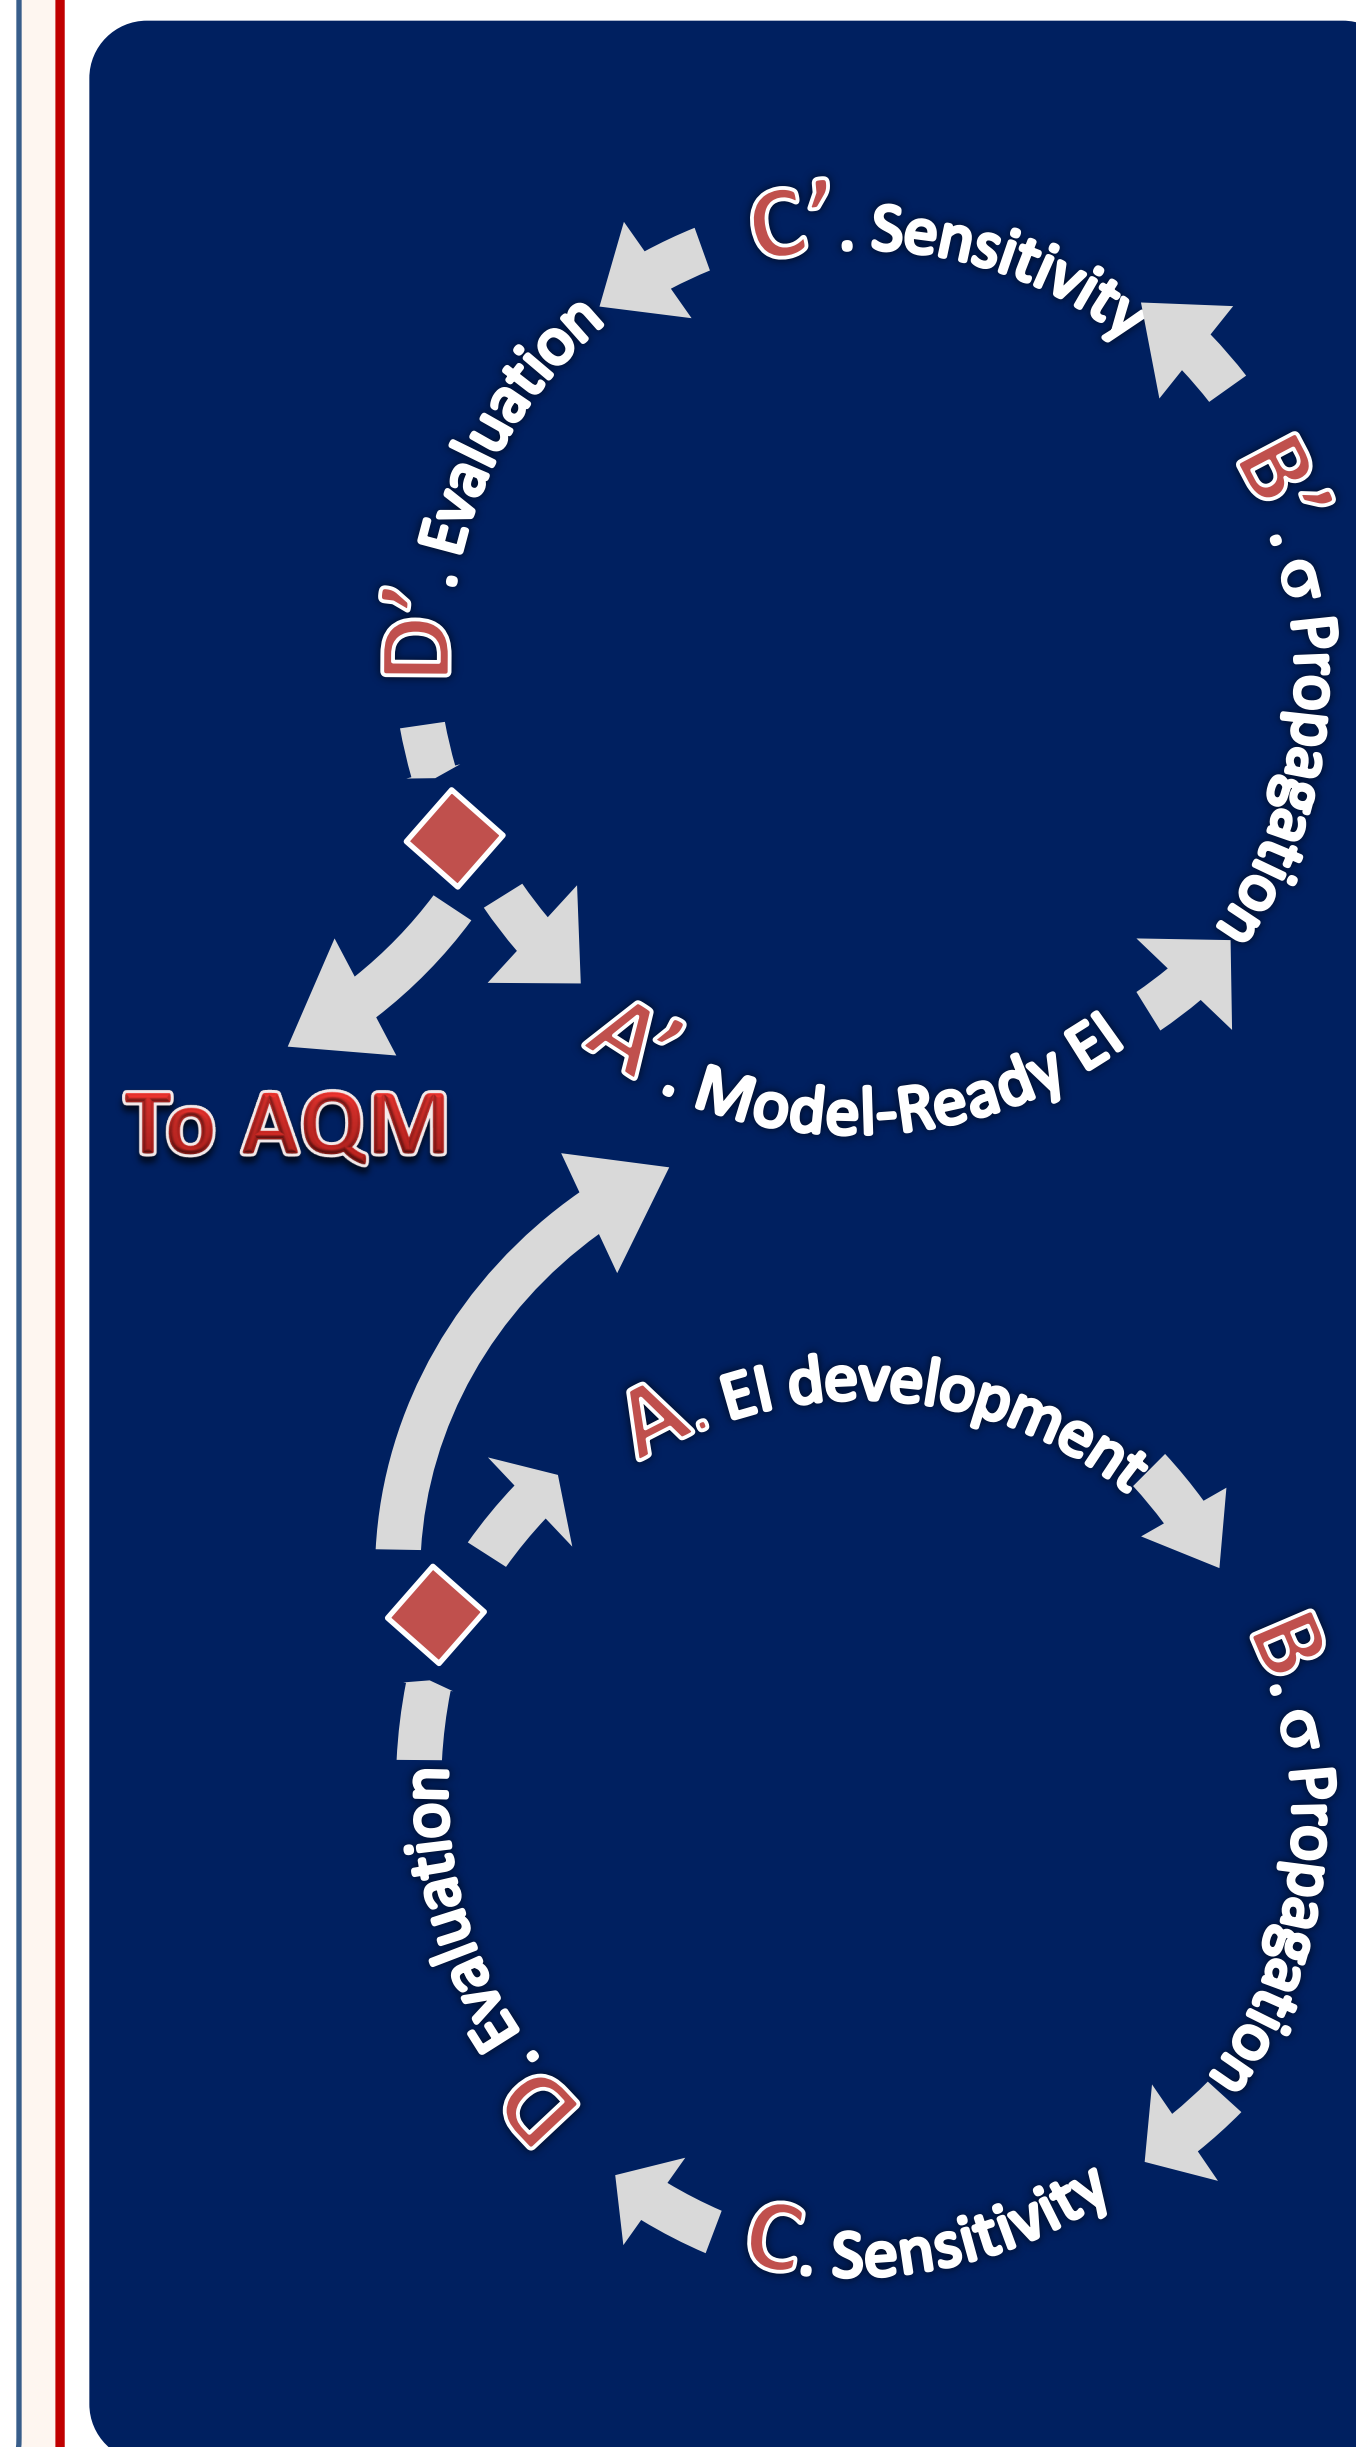 C’. Sensitivity
B’. σ Propagation
D’. Evaluation
A’. Model-Ready EI
To AQM
A. EI development
B. σ Propagation
D. Evaluation
C. Sensitivity